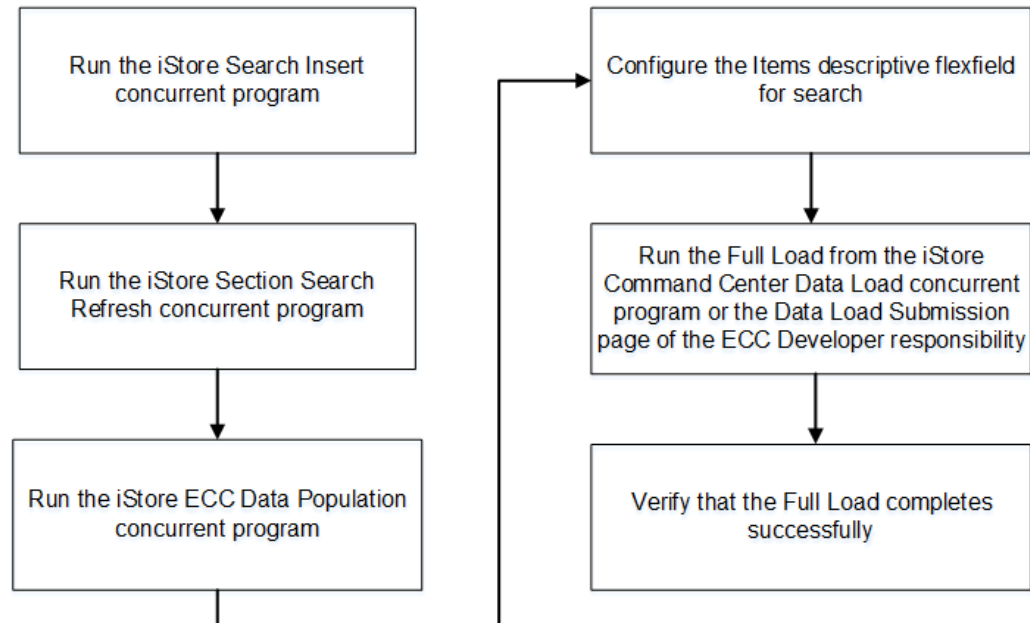 Run the iStore Search Insert
concurrent program
Run the iStore Section Search
Refresh concurrent program
Run the iStore ECC Data Population
concurrent program
Configure the Items descriptive flexfield
for search
Run the Full Load from the iStore
Command Center Data Load concurrent
program or the Data Load Submission
page of the ECC Developer responsibility
Verify that the Full Load completes
successfully